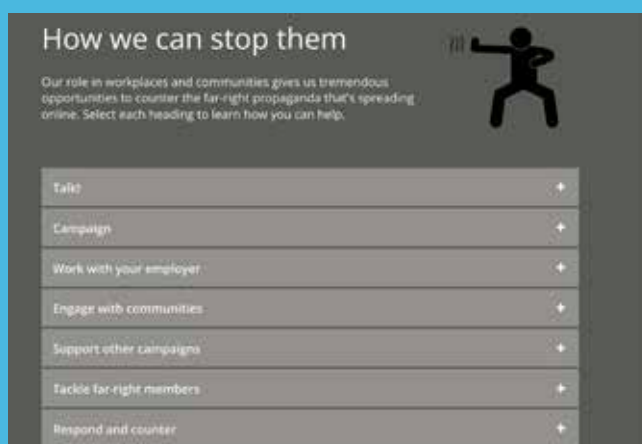 How we can stop them
Our role in workplaces and communities gives us tremendous
opportunities to counter the far-right propaganda that's spreading
online. Select each heading to learn how you can help.
Talk!
Campaign
Work with your employer
Engage with communities
Support other campaigns
Tackle far-right members
Respond and counter